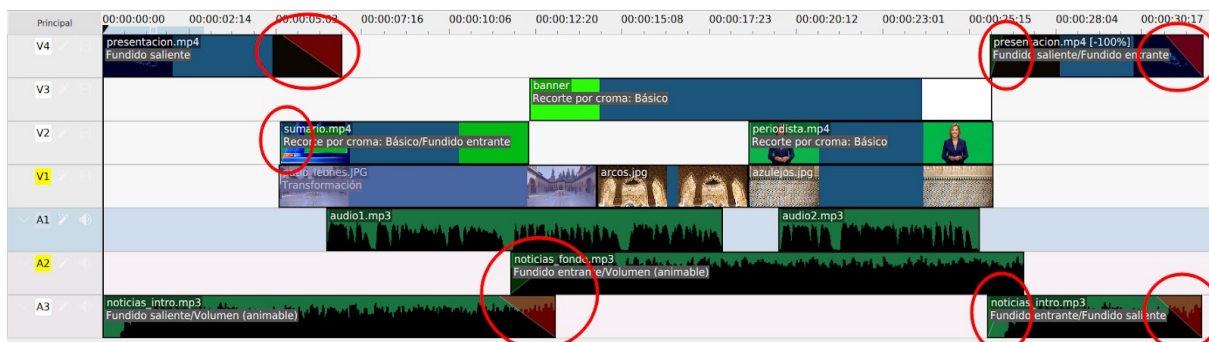 Principal
00:00:00:00 00:00:02:14 00:00:05:03 00:00:07:16 00:00:10:06 00:00:12:20 00:00:15:08 00:00:17:23 00:00:20:12 00:00:23:01 00:00:25:15 00:00:28:04 00:00:30:17
V4
presentacion.mp4
Fundido saliente
presentacion.mp4 [-100%]
Fundido saliente/Fundido entrante
V3
banner
Recorte por croma: Básico
V2
sumario.mp4
Recorte por croma: Básico/Fundido entrante
periodista.mp4
Recorte por croma: Básico
V1
leones.JPG
Transformación
arcos.jpg
azulejos.jpg
A1
audio1.mp3
audio2.mp3
A2
noticias_fondo.mp3
Fundido entrante/Volumen (animable)
A3
noticias_intro.mp3
Fundido saliente/Volumen (animable)
noticias_intro.mp3
Fundido entrante/Fundido saliente